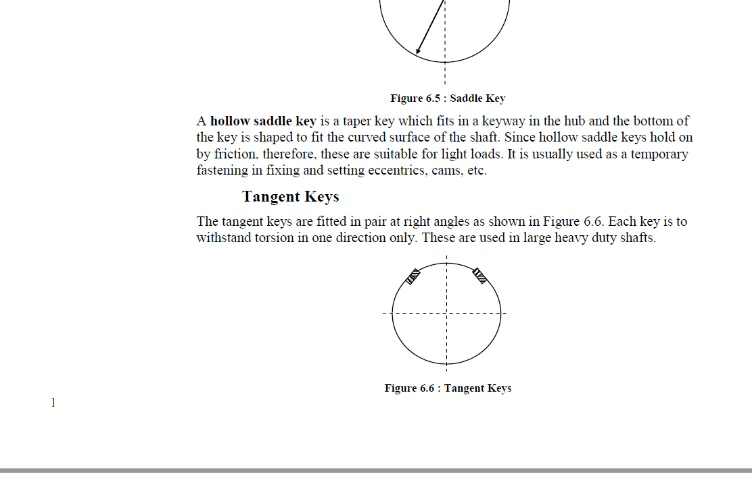 Figure 6.5 : Saddle Key
A hollow saddle key is a taper key which fits in a keyway in the hub and the bottom of
the key is shaped to fit the curved surface of the shaft. Since hollow saddle keys hold on
by friction, therefore, these are suitable for light loads. It is usually used as a temporary
fastening in fixing and setting eccentrics, cams, etc.
Tangent Keys
The tangent keys are fitted in pair at right angles as shown in Figure 6.6. Each key is to
withstand torsion in one direction only. These are used in large heavy duty shafts.
Figure 6.6 : Tangent Keys